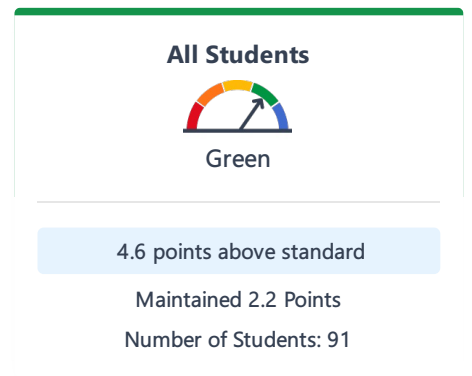 All Students
Green
4.6 points above standard
Maintained 2.2 Points
Number of Students: 91